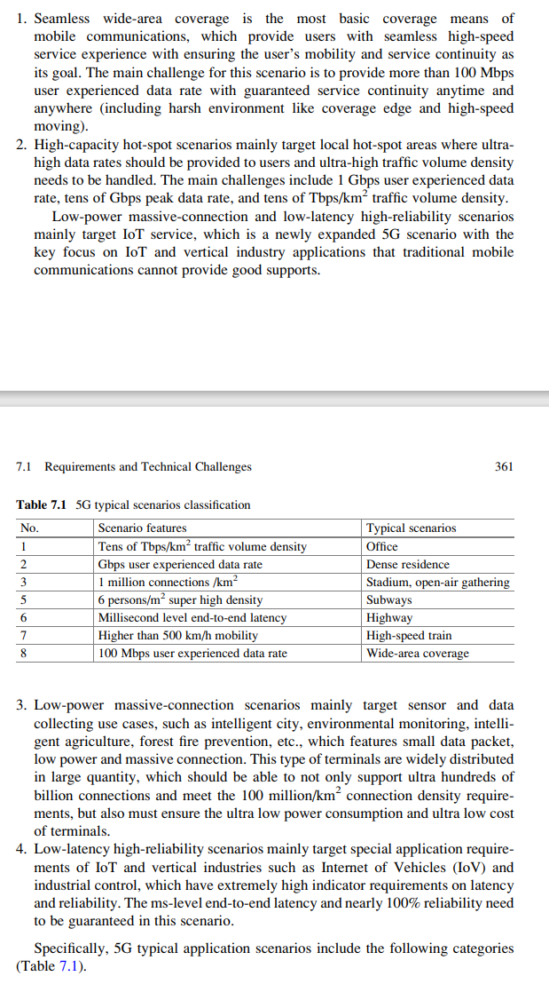 1. Seamless wide-area coverage is the most basic coverage means of
mobile communications, which provide users with seamless high-speed
service experience with ensuring the user's mobility and service continuity as
its goal. The main challenge for this scenario is to provide more than 100 Mbps
user experienced data rate with guaranteed service continuity anytime and
anywhere (including harsh environment like coverage edge and high-speed
moving).
2. High-capacity hot-spot scenarios mainly target local hot-spot areas where ultra-
high data rates should be provided to users and ultra-high traffic volume density
needs to be handled. The main challenges include 1 Gbps user experienced data
rate, tens of Gbps peak data rate, and tens of Tbps/km² traffic volume density.
Low-power massive-connection and low-latency high-reliability scenarios
mainly target IoT service, which is a newly expanded 5G scenario with the
key focus on IoT and vertical industry applications that traditional mobile
communications cannot provide good supports.
7.1 Requirements and Technical Challenges 361
Table 7.1 5G typical scenarios classification
No. Scenario features Typical scenarios
1 Tens of Tbps/km² traffic volume density Office
2 Gbps user experienced data rate Dense residence
3 1 million connections /km² Stadium, open-air gathering
5 6 persons/m² super high density Subways
6 Millisecond level end-to-end latency Highway
7 Higher than 500 km/h mobility High-speed train
8 100 Mbps user experienced data rate Wide-area coverage
3. Low-power massive-connection scenarios mainly target sensor and data
collecting use cases, such as intelligent city, environmental monitoring, intelli-
gent agriculture, forest fire prevention, etc., which features small data packet,
low power and massive connection. This type of terminals are widely distributed
in large quantity, which should be able to not only support ultra hundreds of
billion connections and meet the 100 million/km² connection density require-
ments, but also must ensure the ultra low power consumption and ultra low cost
of terminals.
4. Low-latency high-reliability scenarios mainly target special application require-
ments of IoT and vertical industries such as Internet of Vehicles (IoV) and
industrial control, which have extremely high indicator requirements on latency
and reliability. The ms-level end-to-end latency and nearly 100% reliability need
to be guaranteed in this scenario.
Specifically, 5G typical application scenarios include the following categories
(Table 7.1).